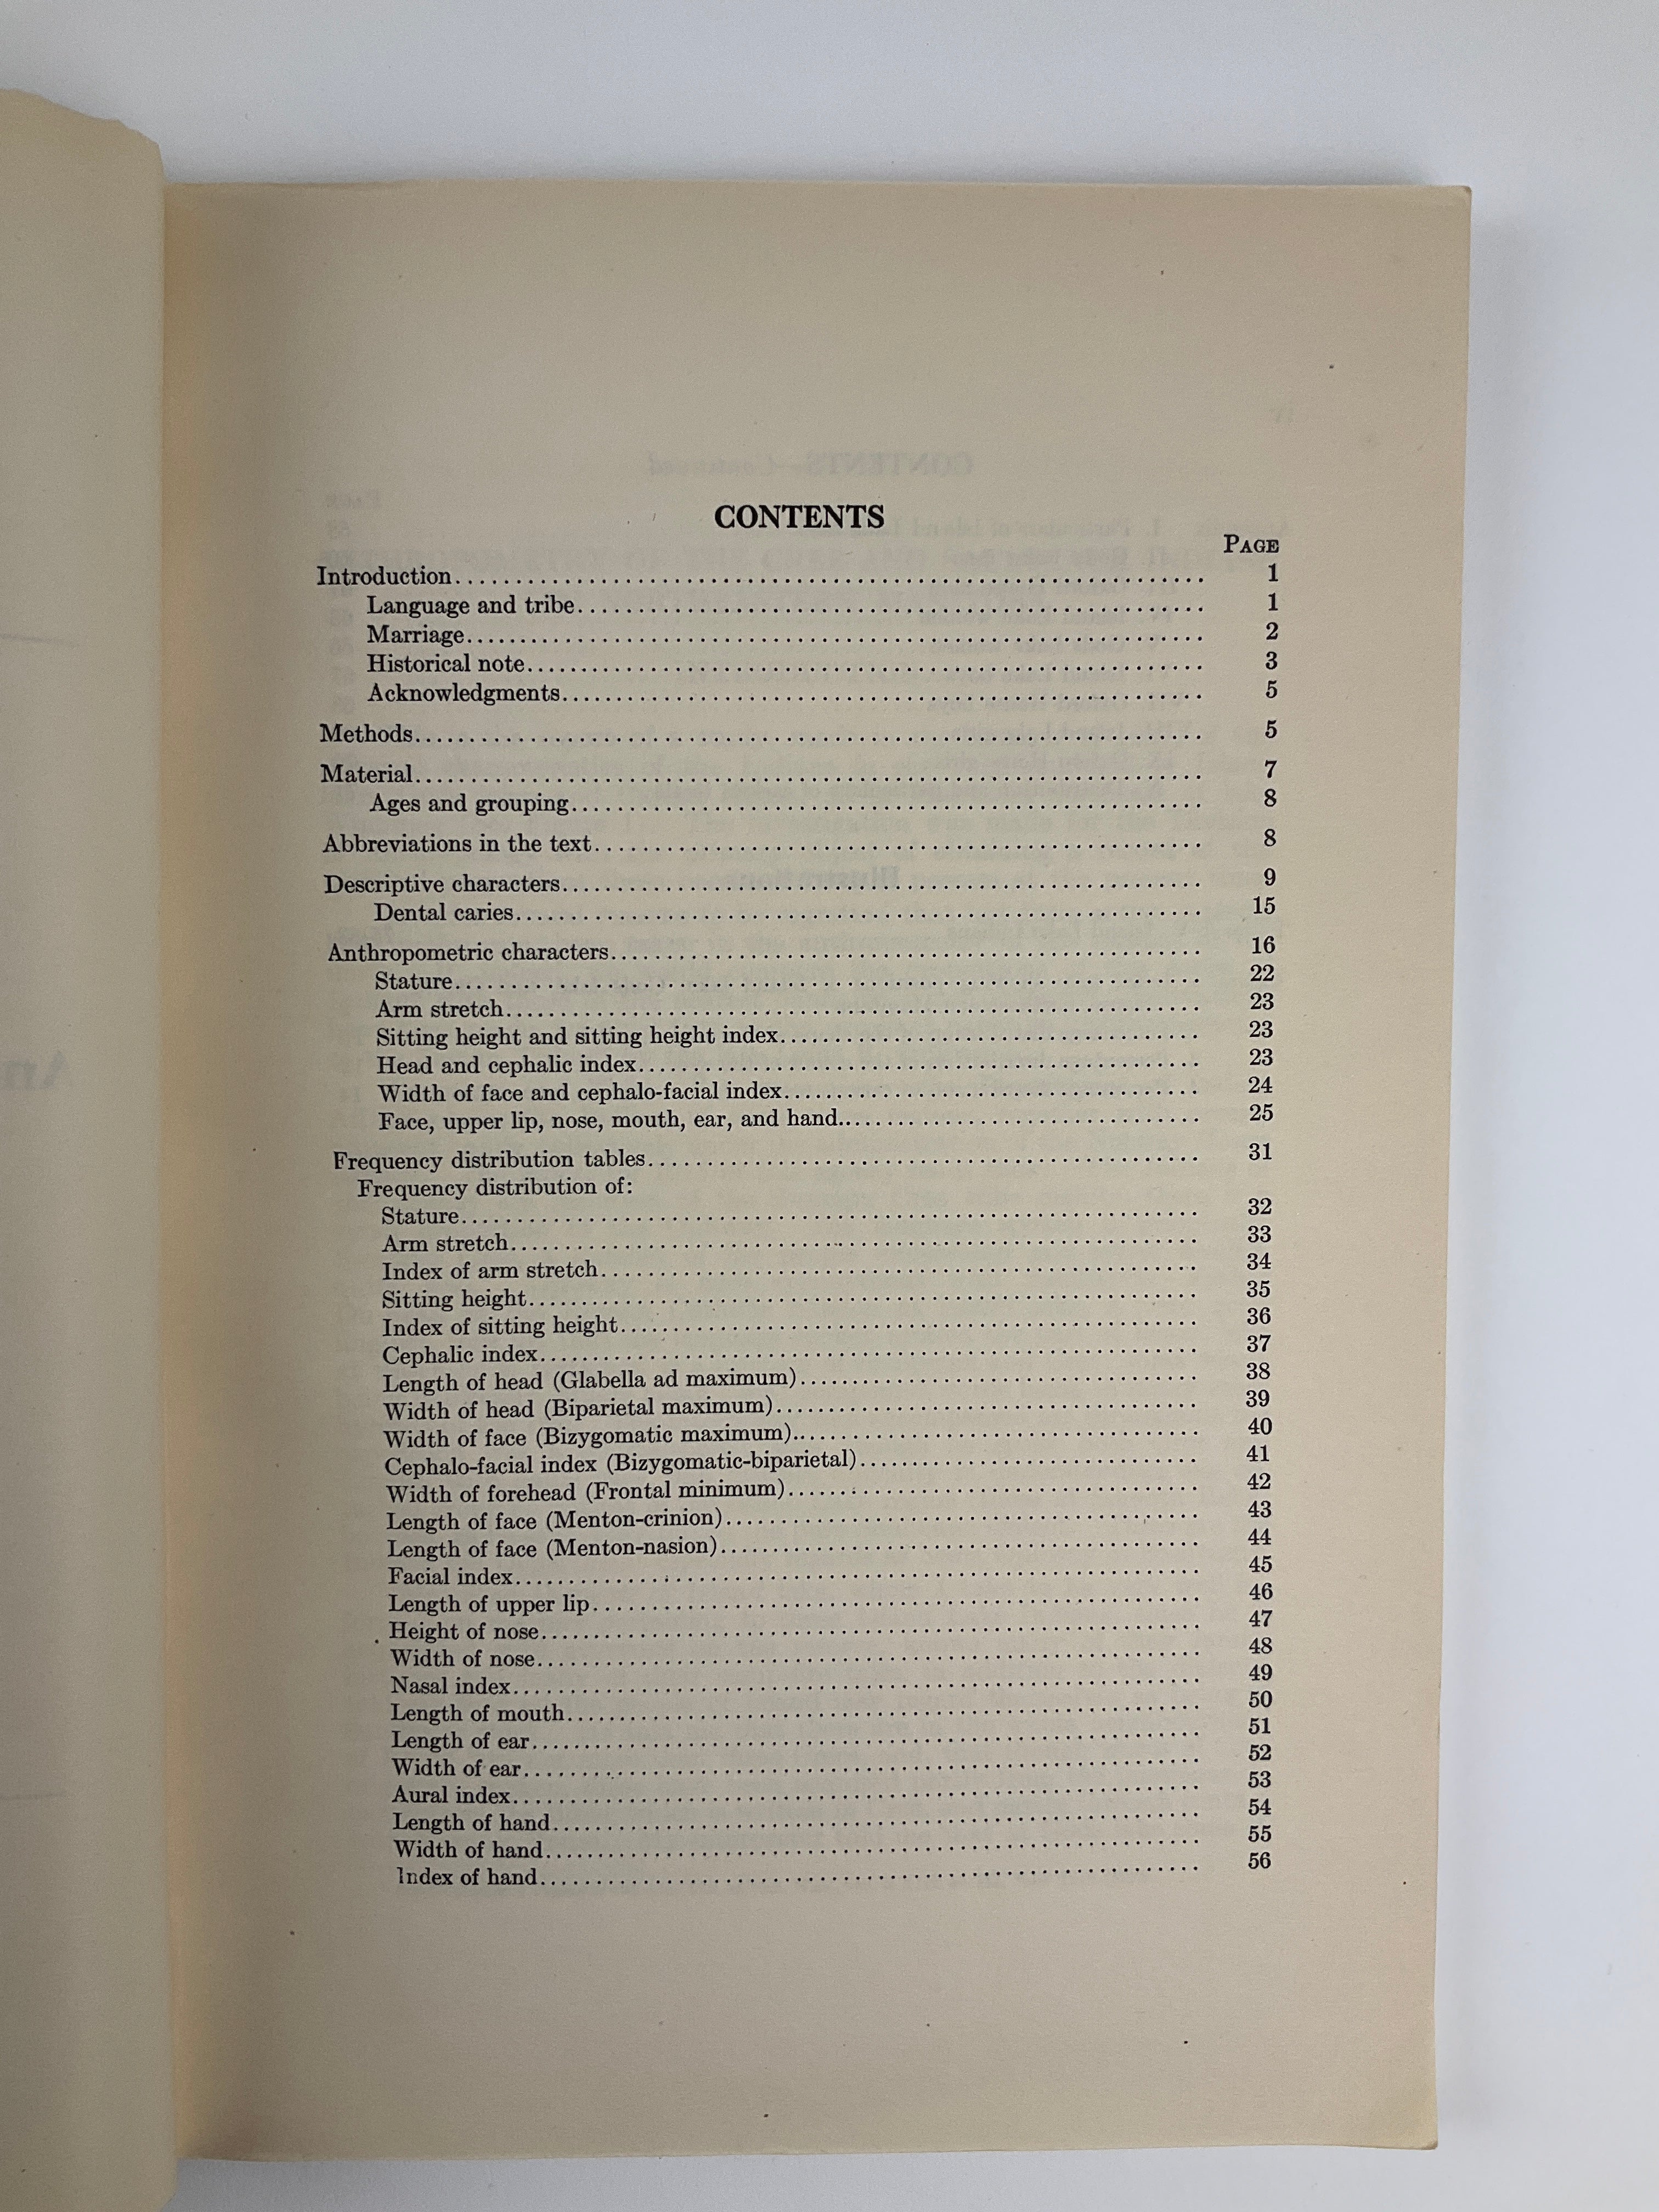 CONTENTS
PAGE
Introduction........ 1
Language and tribe........ 1
Marriage........ 2
Historical note........ 3
Acknowledgments........ 5
Methods........ 5
Material........ 7
Ages and grouping........ 8
Abbreviations in the text........ 8
Descriptive characters........ 9
Dental caries........ 15
Anthropometric characters........ 16
Stature........ 22
Arm stretch........ 23
Sitting height and sitting height index........ 23
Head and cephalic index........ 23
Width of face and cephalo-facial index........ 24
Face, upper lip, nose, mouth, ear, and hand........ 25
Frequency distribution tables........ 31
Frequency distribution of:
Stature........ 32
Arm stretch........ 33
Index of arm stretch........ 34
Sitting height........ 35
Index of sitting height........ 36
Cephalic index........ 37
Length of head (Glabella ad maximum)........ 38
Width of head (Biparietal maximum)........ 39
Width of face (Bizygomatic maximum)........ 40
Cephalo-facial index (Bizygomatic-biparietal)........ 41
Width of forehead (Frontal minimum)........ 42
Length of face (Menton-crinion)........ 43
Length of face (Menton-nasion)........ 44
Facial index........ 45
Length of upper lip........ 46
Height of nose........ 47
Width of nose........ 48
Nasal index........ 49
Length of mouth........ 50
Length of ear........ 51
Width of ear........ 52
Aural index........ 53
Length of hand........ 54
Width of hand........ 55
Index of hand........ 56